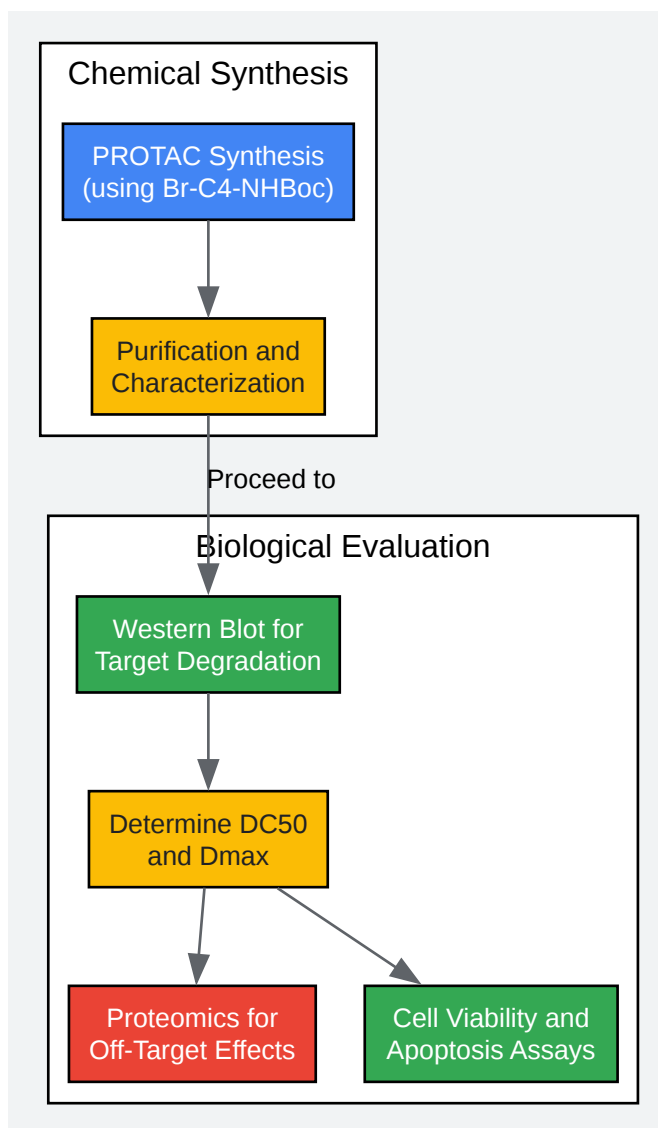 Chemical Synthesis
PROTAC Synthesis
(using Br-C4-NHBoc)
Purification and
Characterization
Proceed to
Biological Evaluation
Western Blot for
Target Degradation
Determine DC50
and Dmax
Proteomics for
Off-Target Effects
Cell Viability and
Apoptosis Assays